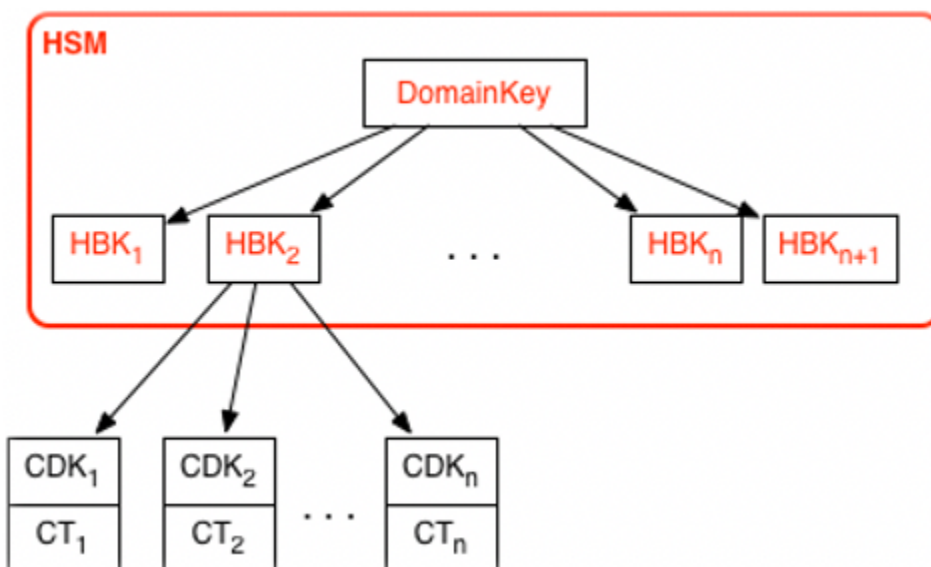 HSM
DomainKey
HBK₁ HBK₂ . . . HBKₙ HBKₙ₊₁
CDK₁ CDK₂ CDKₙ
. . .
CT₁ CT₂ CTₙ